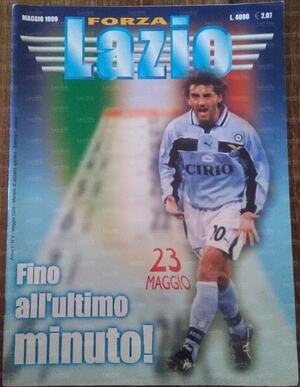 MAGGIO 1999
FORZA
L. 4000 € 2.07
Lazio
CIRIO
10
23
MAGGIO
Fino
all'ultimo
minuto!